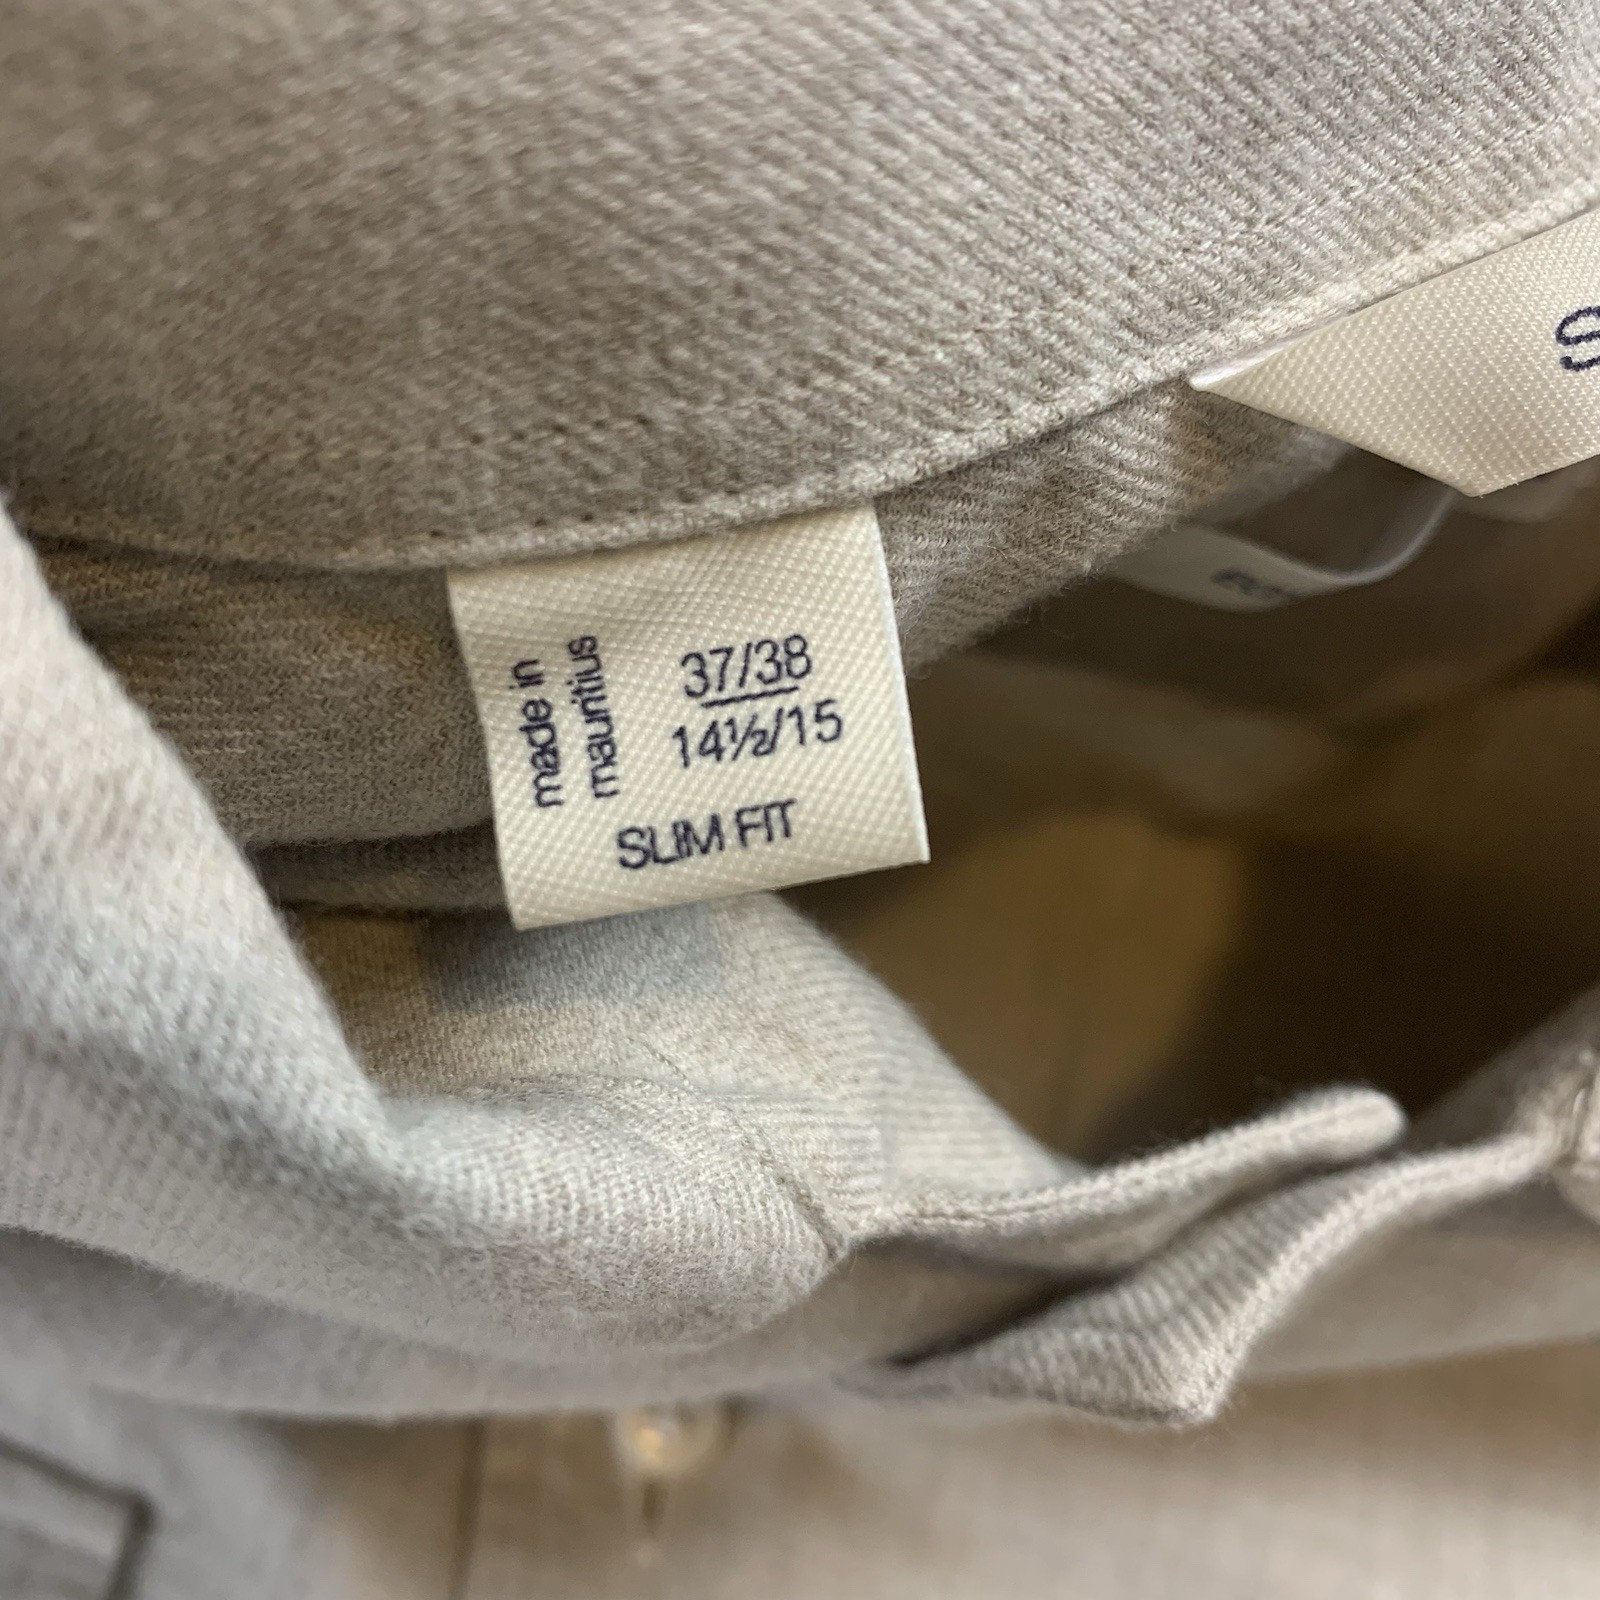 made in
mauritius
37/38
14½/15
SLIM FIT
S